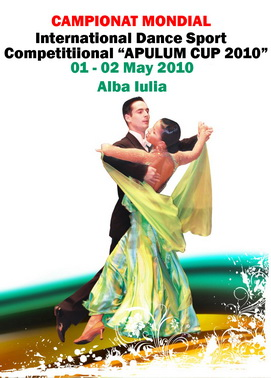 CAMPIONAT MONDIAL
International Dance Sport
Competitiional “APULUM CUP 2010”
01 - 02 May 2010
Alba Iulia